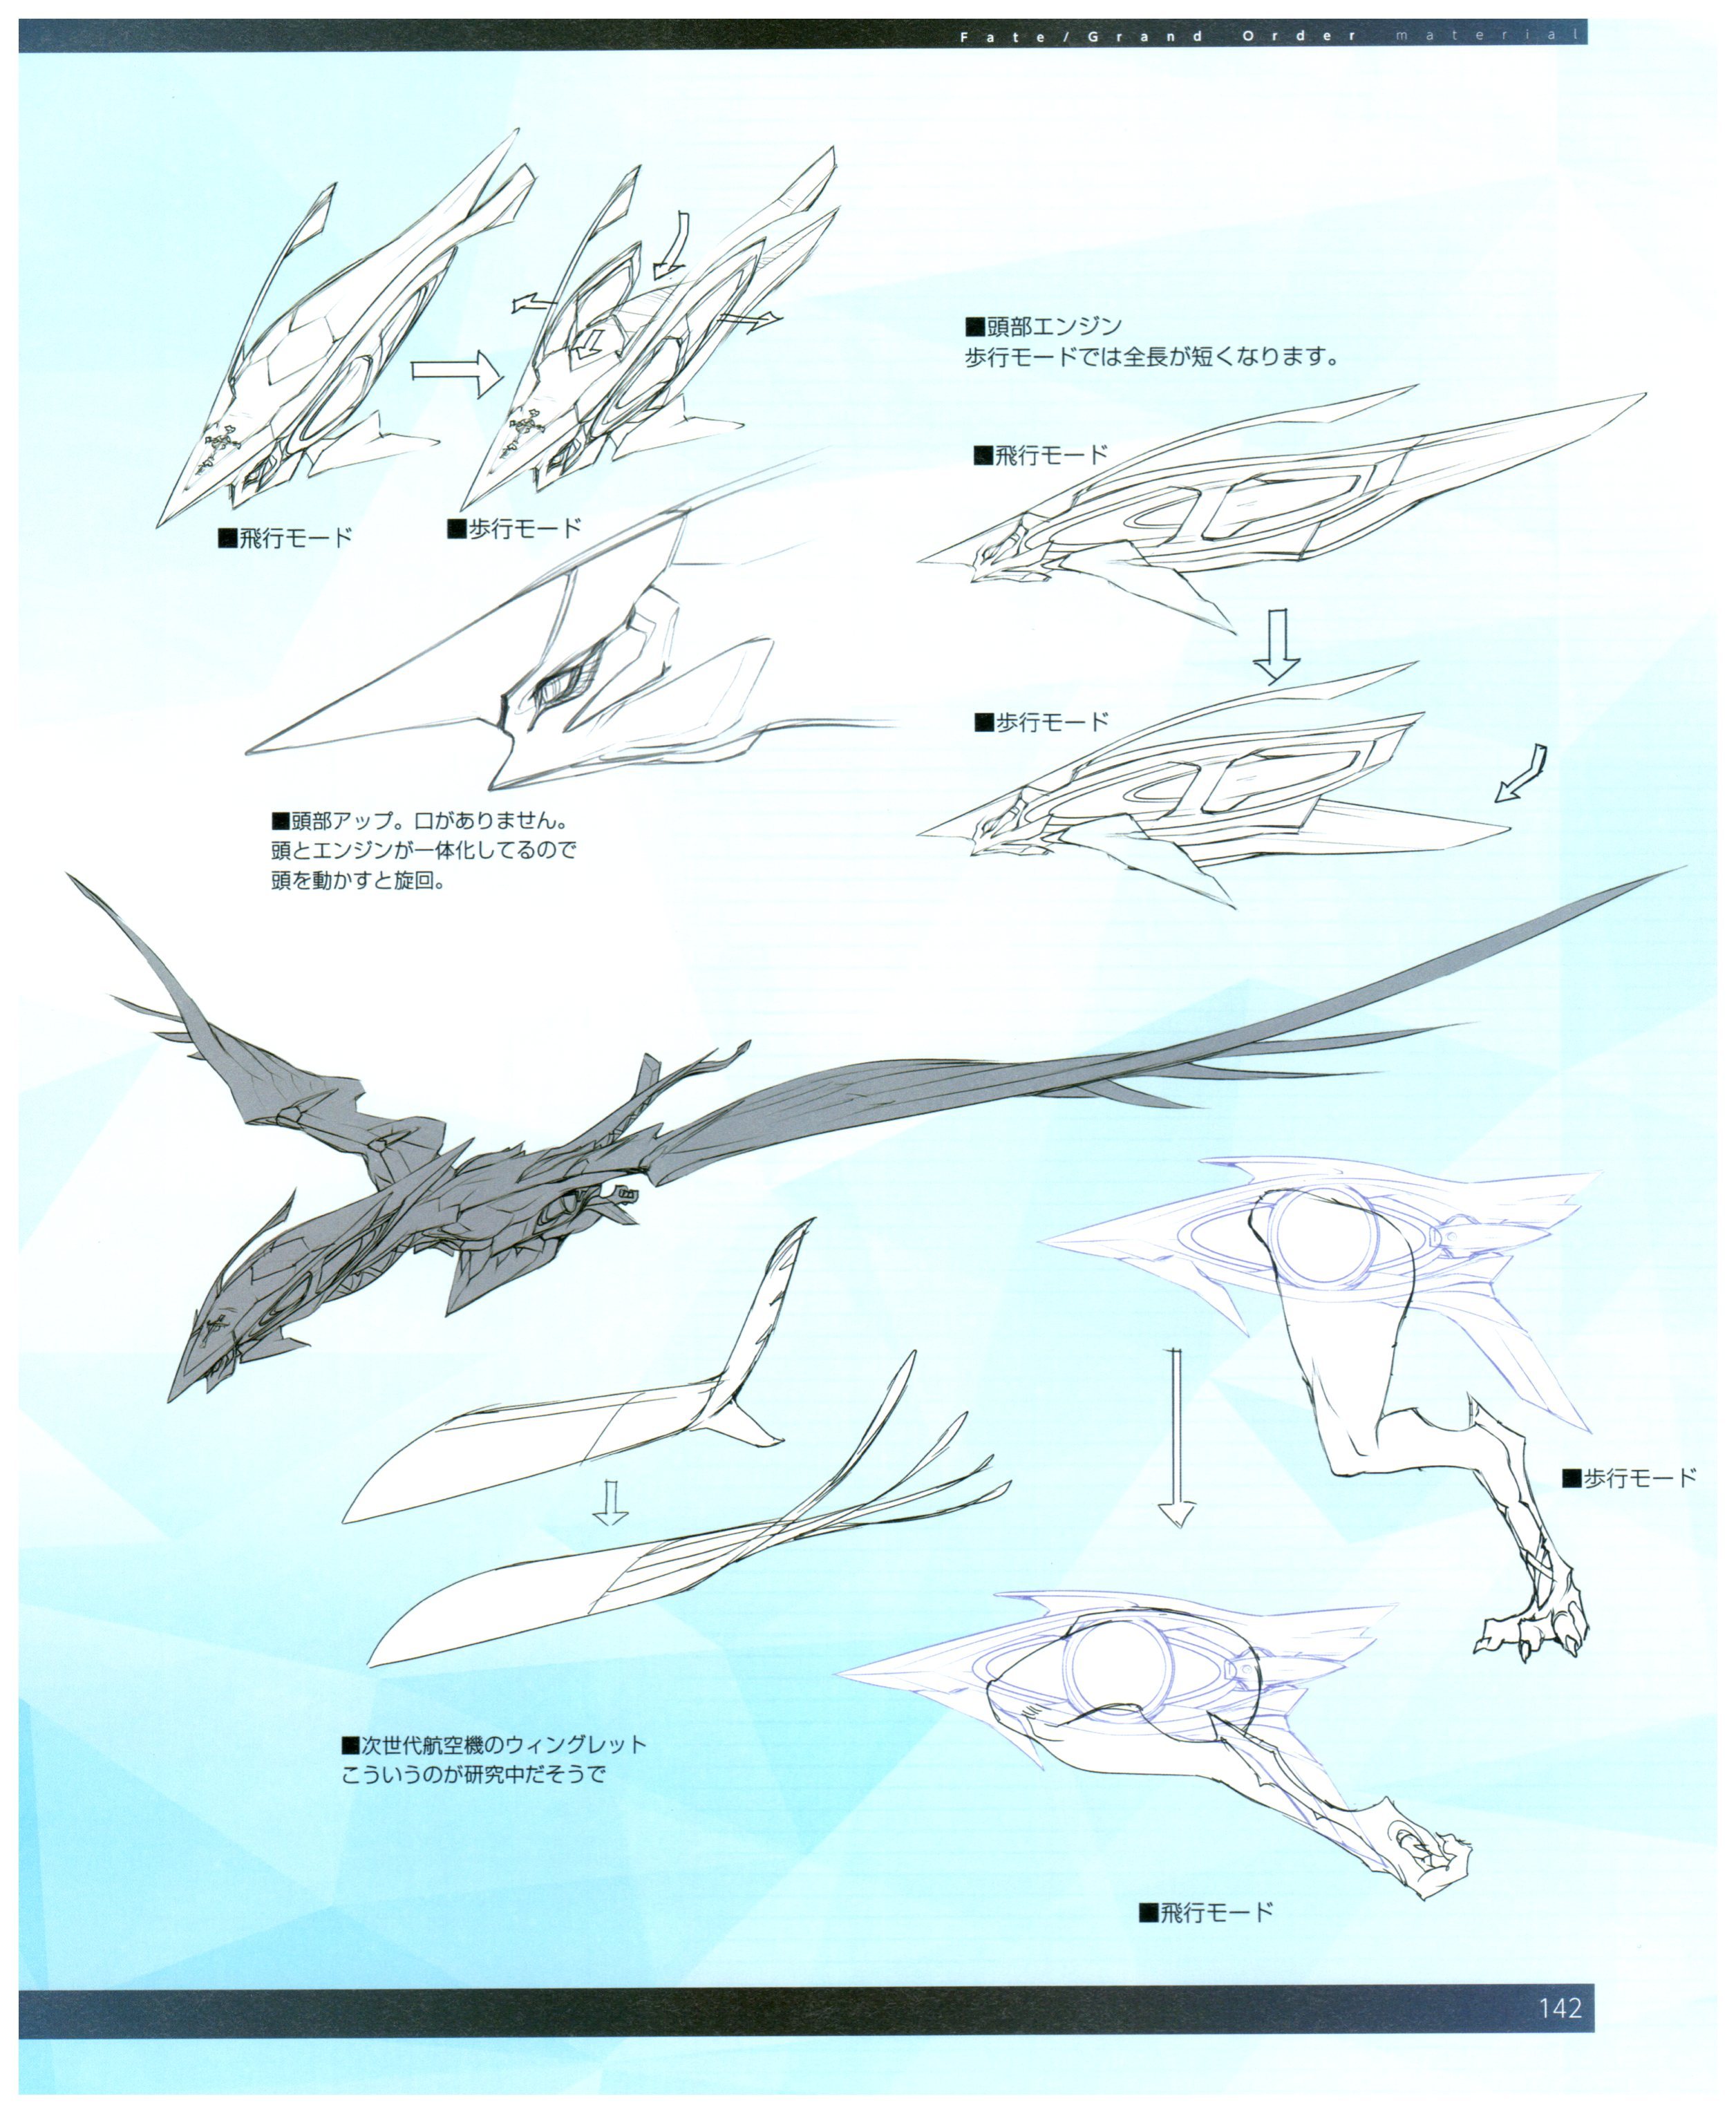 Fate/Grand Order material
■飛行モード
■歩行モード
■頭部エンジン
歩行モードでは全長が短くなります。
■飛行モード
■歩行モード
■頭部アップ。口がありません。
頭とエンジンが一体化してるので
頭を動かすと旋回。
■歩行モード
■次世代航空機のウィングレット
こういうのが研究中だそうで
■飛行モード
142